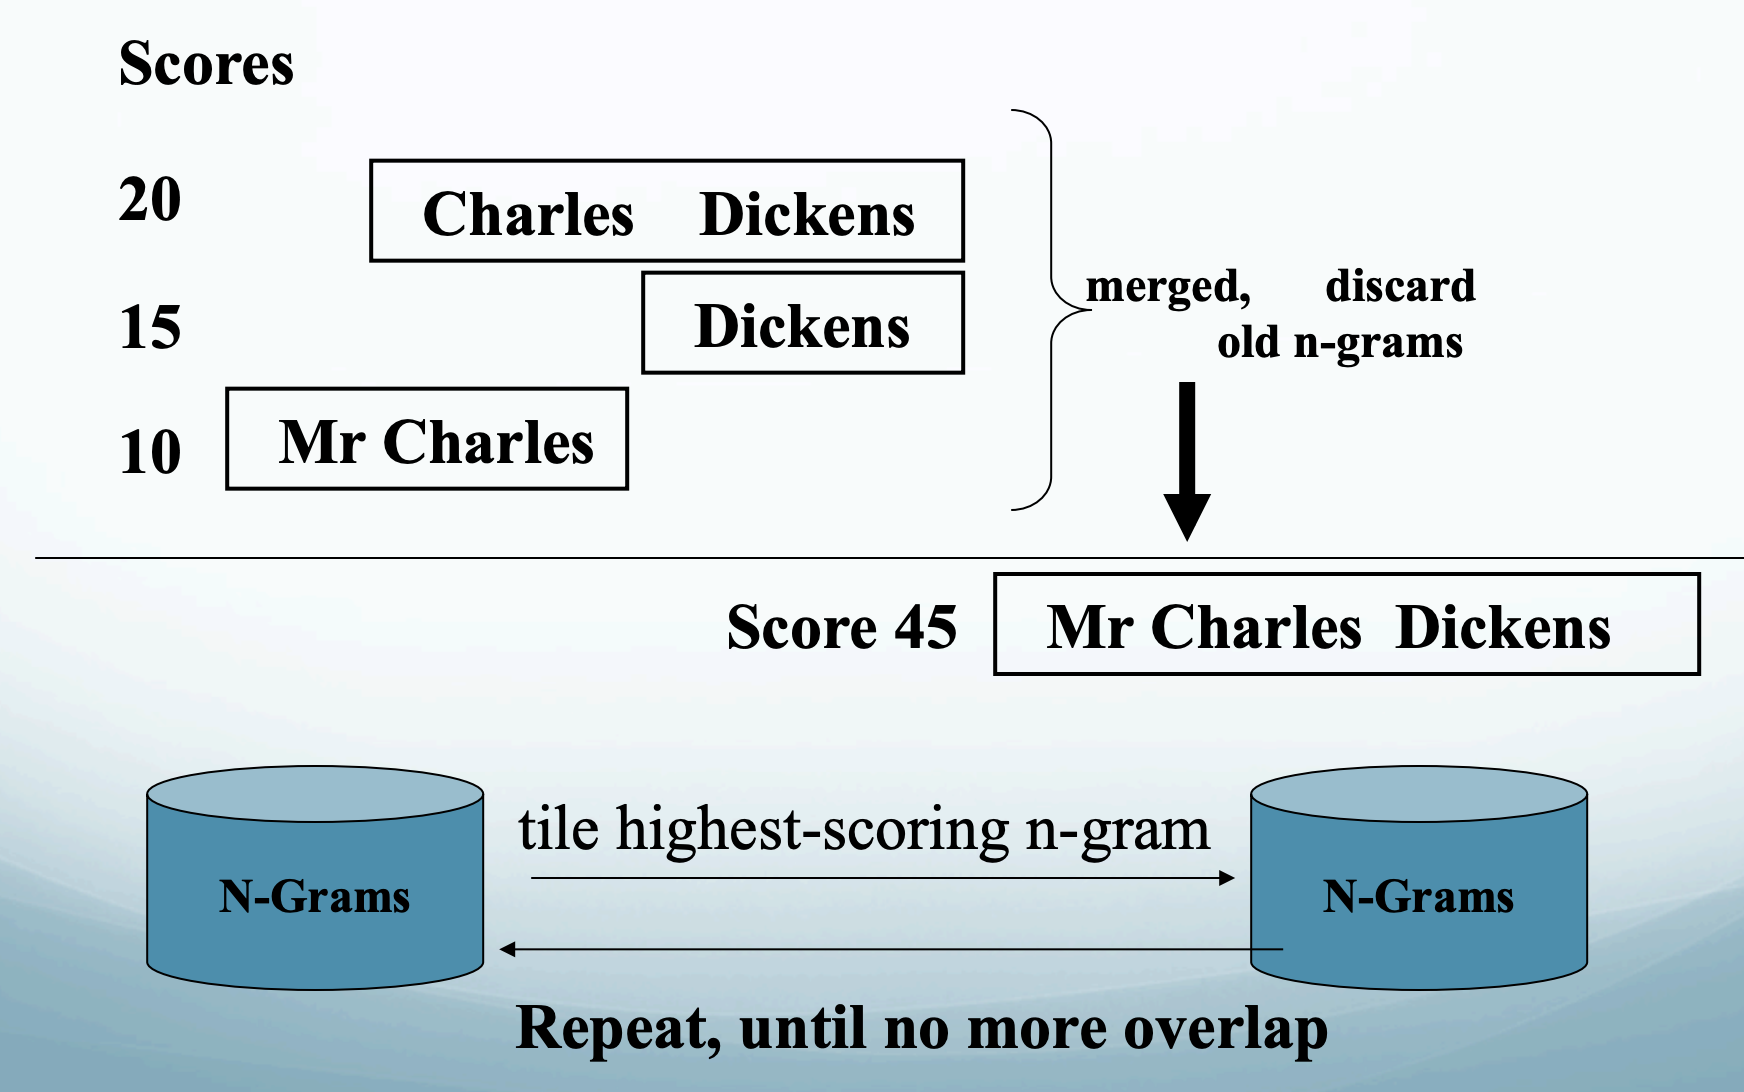 Scores
20 Charles Dickens
15 Dickens
10 Mr Charles
merged, discard
old n-grams
Score 45 Mr Charles Dickens
tile highest-scoring n-gram
N-Grams N-Grams
Repeat, until no more overlap